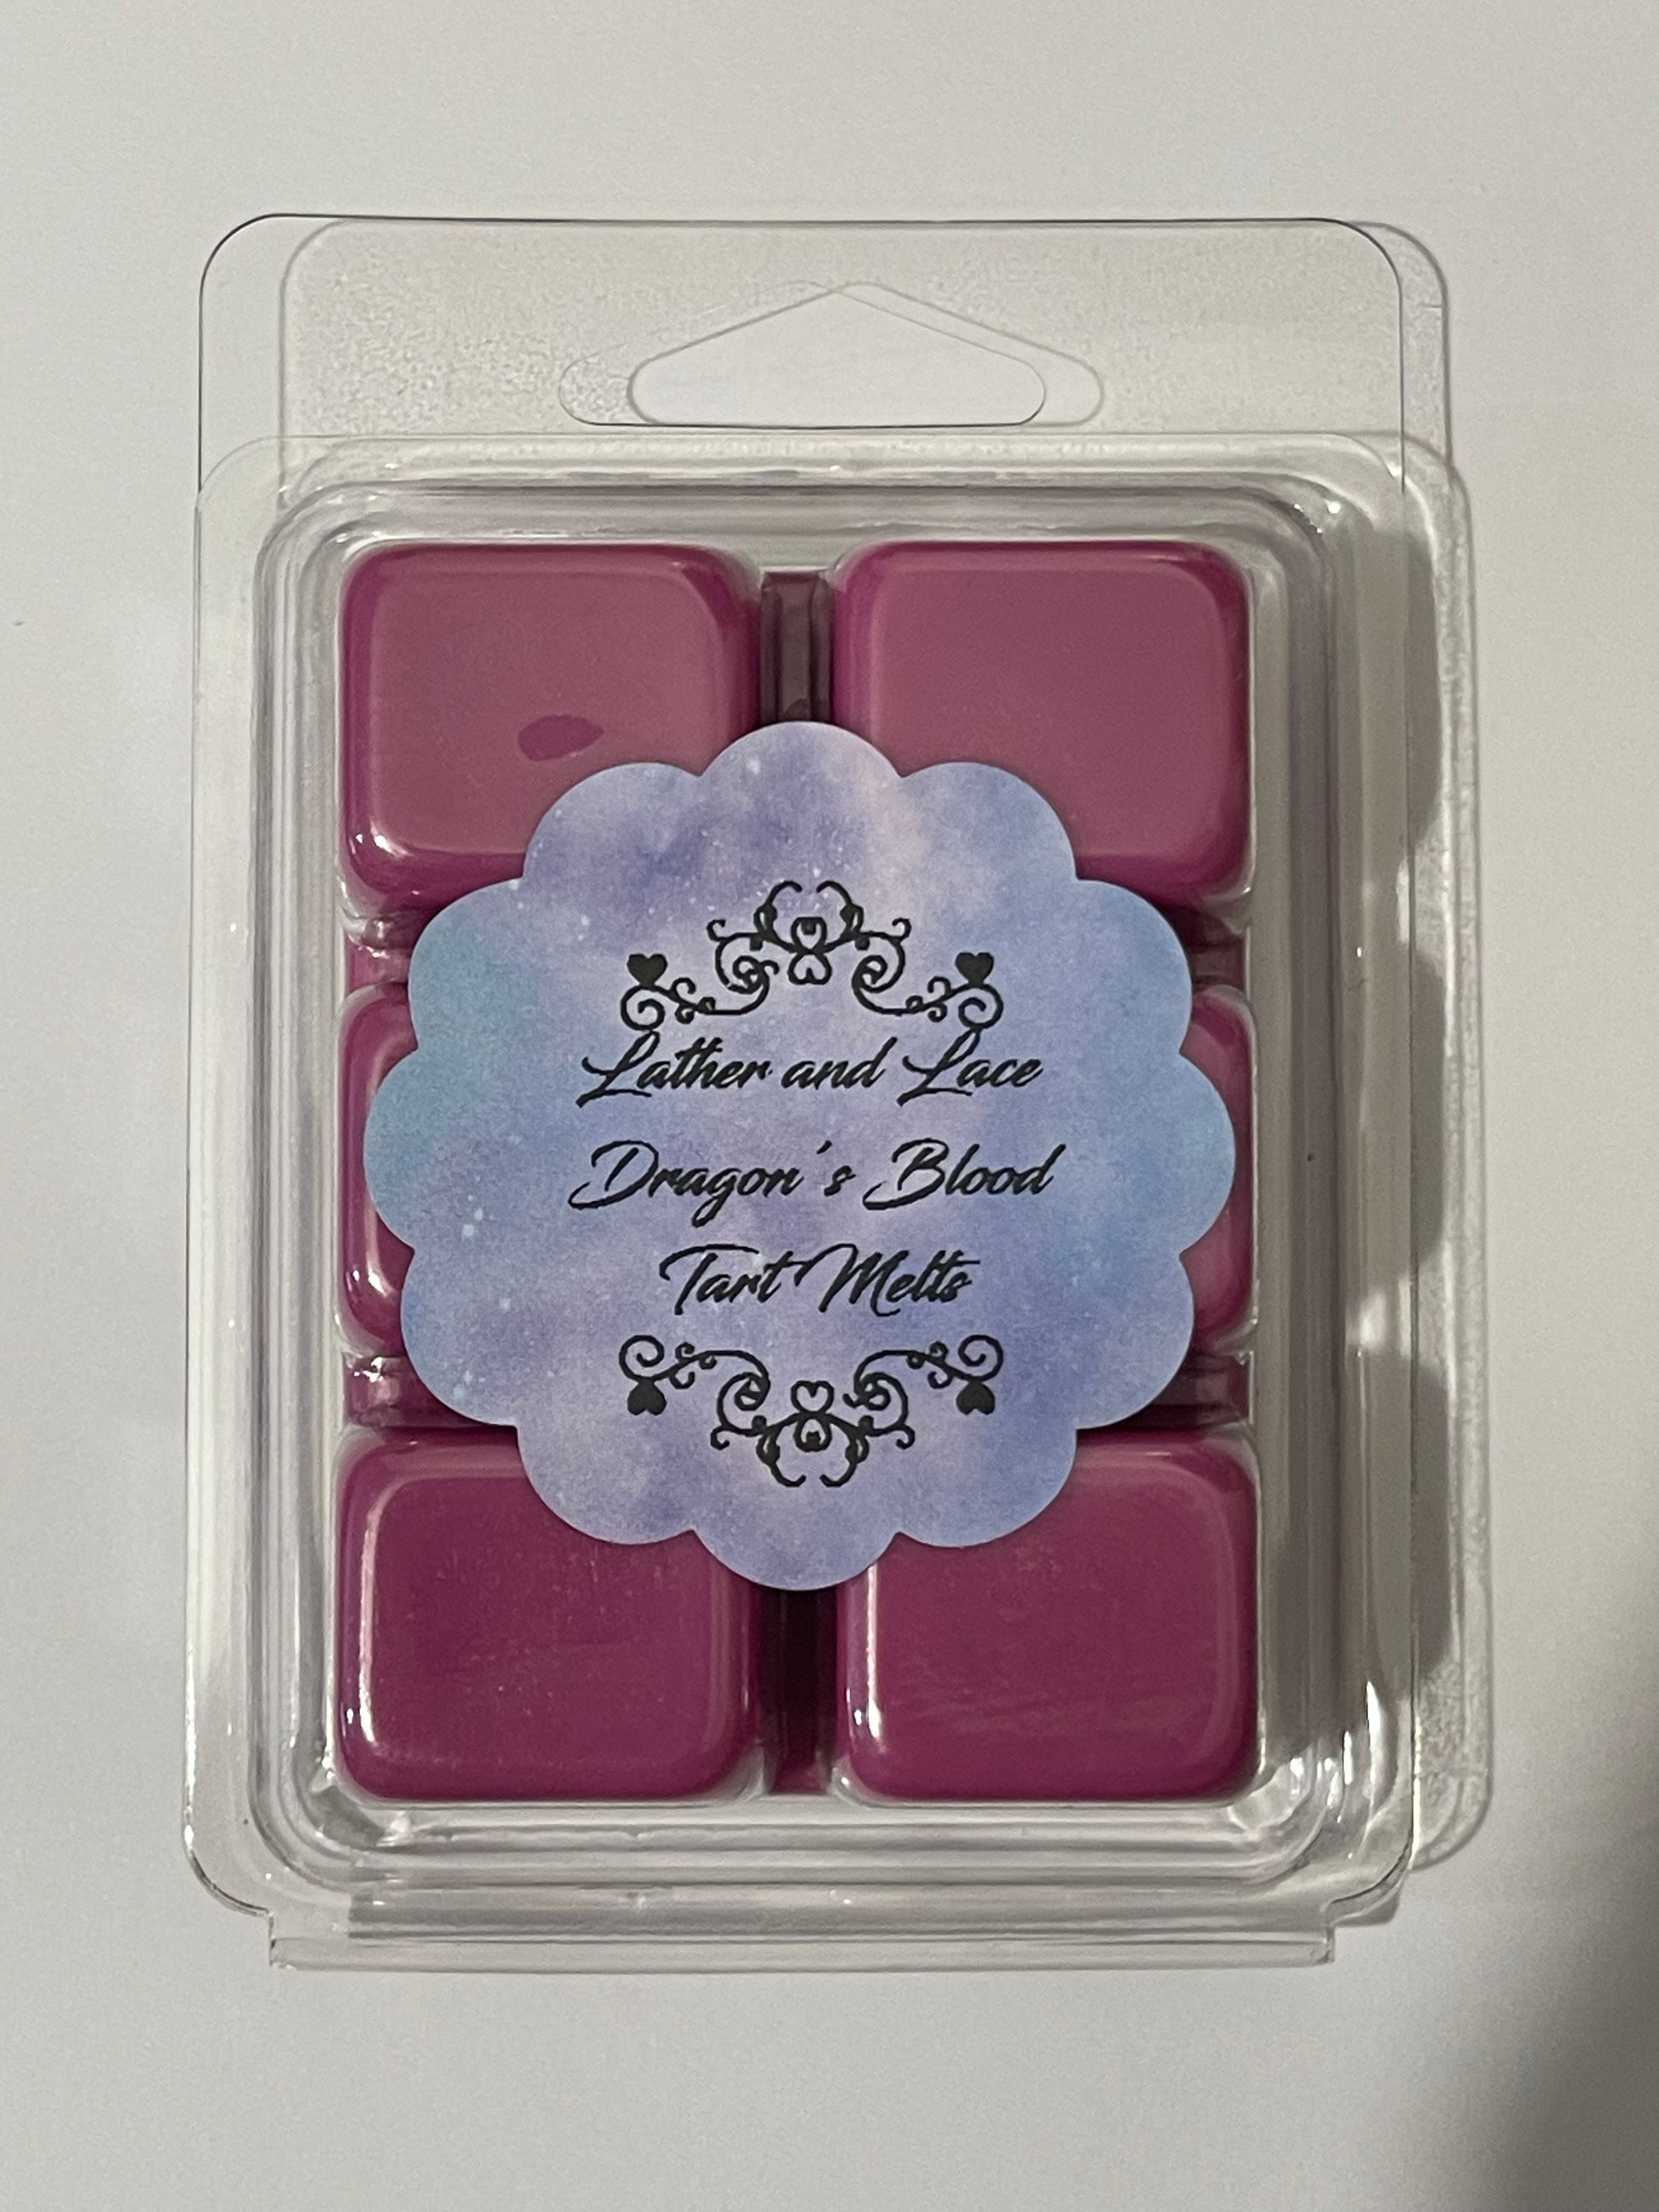 Lather and Lace
Dragon's Blood
Tart Melts